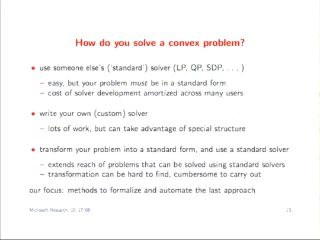 How do you solve a convex problem?
• use someone else's ('standard') solver (LP, QP, SDP, . . . )
– easy, but your problem must be in a standard form
– cost of solver development amortized across many users
• write your own (custom) solver
– lots of work, but can take advantage of special structure
• transform your problem into a standard form, and use a standard solver
– extends reach of problems that can be solved using standard solvers
– transformation can be hard to find, cumbersome to carry out
our focus: methods to formalize and automate the last approach
Microsoft Research